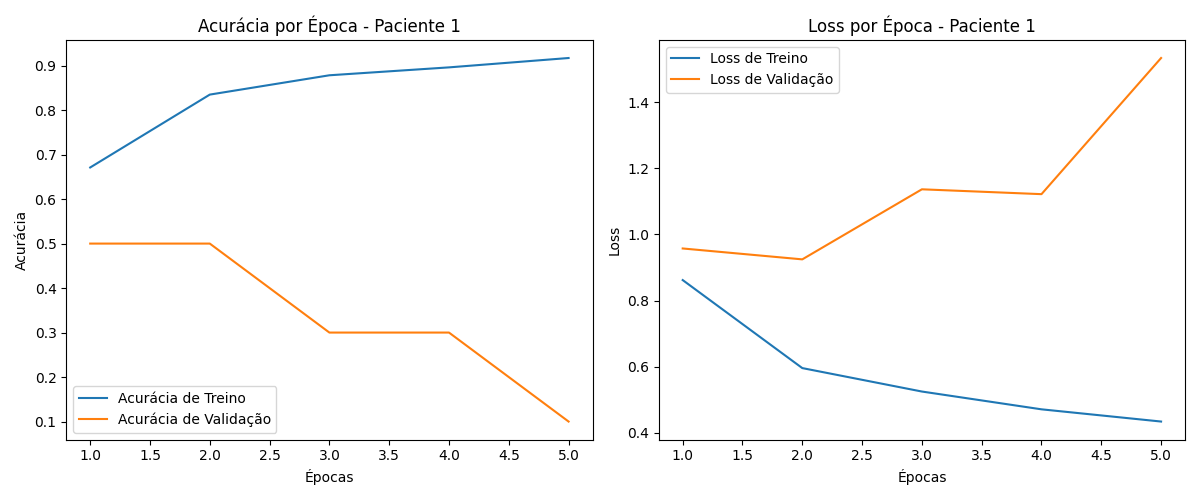 Acurácia por Época - Paciente 1
Acurácia
0.9
0.8
0.7
0.6
0.5
0.4
0.3
0.2
0.1
Acurácia de Treino
Acurácia de Validação
1.0 1.5 2.0 2.5 3.0 3.5 4.0 4.5 5.0
Épocas
Loss por Época - Paciente 1
Loss
Loss de Treino
Loss de Validação
1.4
1.2
1.0
0.8
0.6
0.4
1.0 1.5 2.0 2.5 3.0 3.5 4.0 4.5 5.0
Épocas